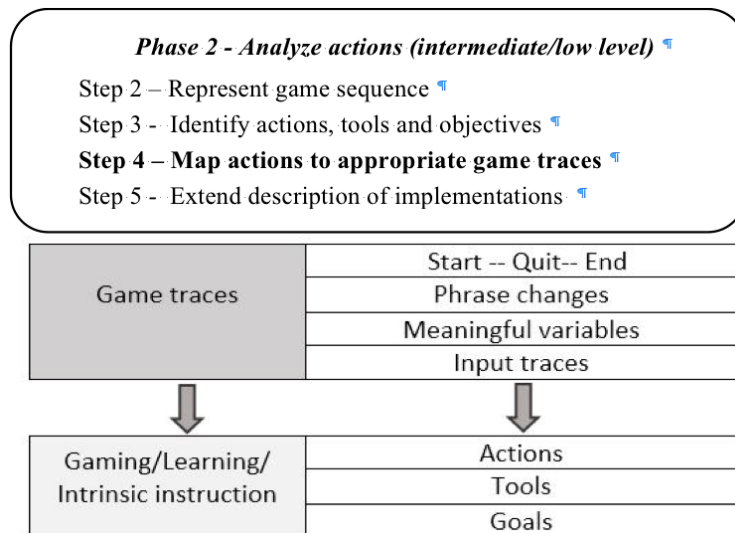 Phase 2 - Analyze actions (intermediate/low level) ¶
Step 2 – Represent game sequence ¶
Step 3 - Identify actions, tools and objectives ¶
Step 4 – Map actions to appropriate game traces ¶
Step 5 - Extend description of implementations ¶
Game traces
Start -- Quit-- End
Phrase changes
Meaningful variables
Input traces
Gaming/Learning/
Intrinsic instruction
Actions
Tools
Goals